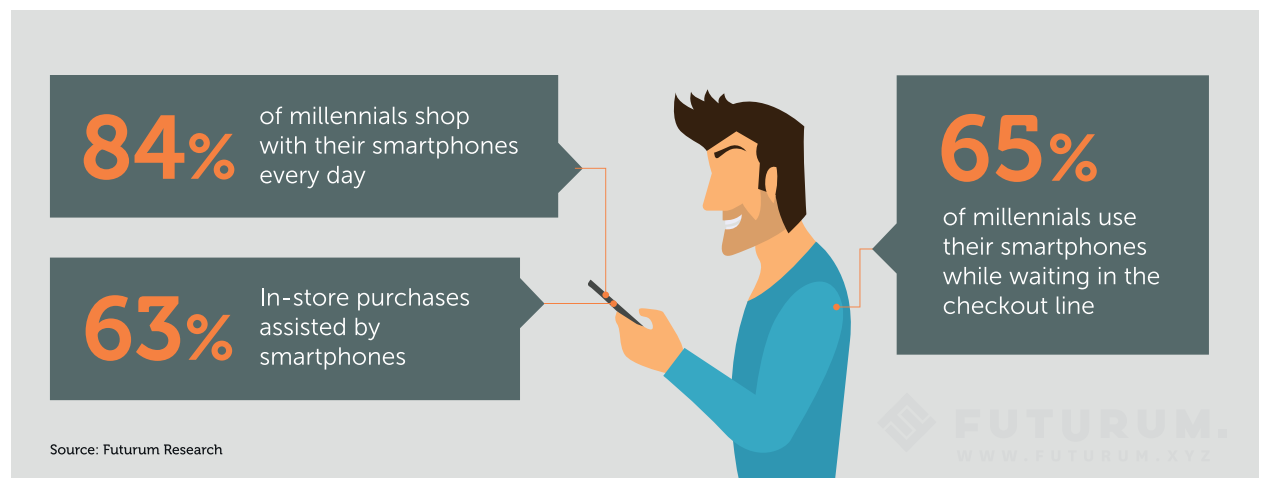 84%
of millennials shop
with their smartphones
every day
63%
In-store purchases
assisted by
smartphones
65%
of millennials use
their smartphones
while waiting in the
checkout line
Source: Futurum Research
FUTURUM.
WWW.FUTURUM.XYZ